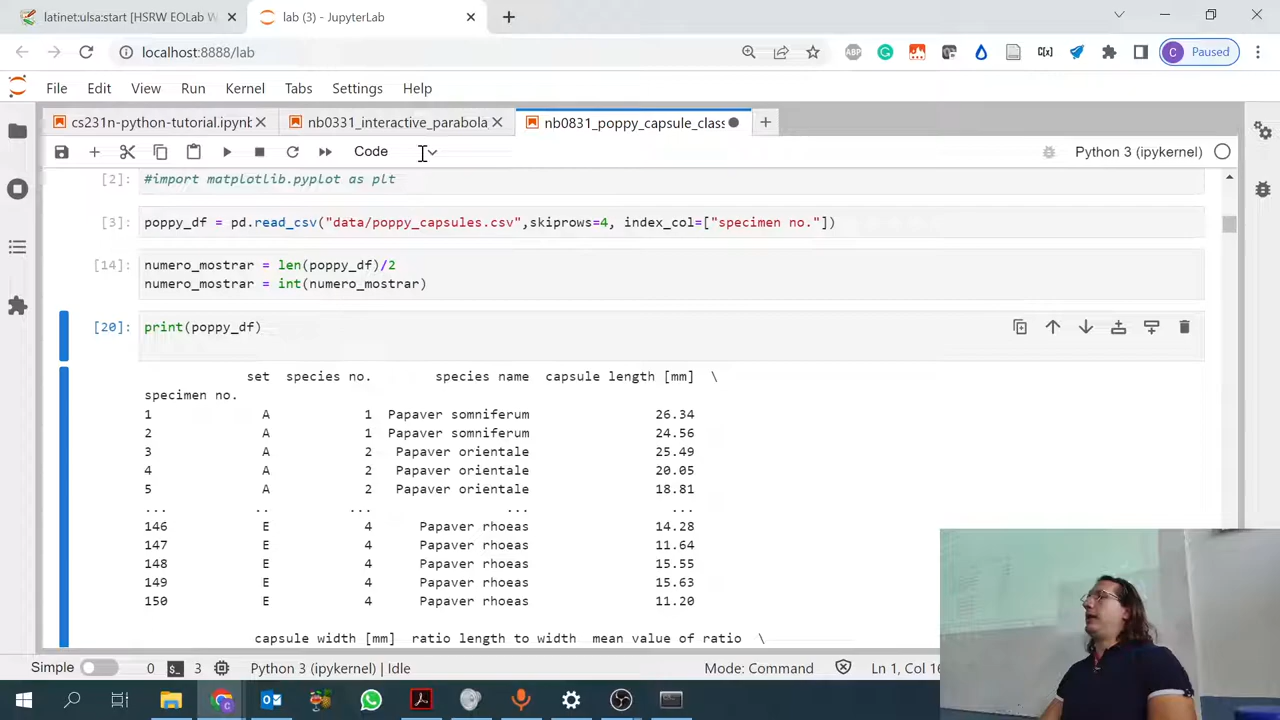 latinet:ulsa:start [HSRW EOLab W
lab (3) - JupyterLab
localhost:8888/lab
ABP
C[x]
C Paused
File Edit View Run Kernel Tabs Settings Help
cs231n-python-tutorial.ipynb
nb0331_interactive_parabola
nb0831_poppy_capsule_class
Code
Python 3 (ipykernel)
[2]: #import matplotlib.pyplot as plt
[3]: poppy_df = pd.read_csv("data/poppy_capsules.csv",skiprows=4, index_col=["specimen no."])
[14]: numero_mostrar = len(poppy_df)/2
numero_mostrar = int(numero_mostrar)
[20]: print(poppy_df)
set species no. species name capsule length [mm] \
specimen no.
1 A 1 Papaver somniferum 26.34
2 A 1 Papaver somniferum 24.56
3 A 2 Papaver orientale 25.49
4 A 2 Papaver orientale 20.05
5 A 2 Papaver orientale 18.81
... .. ... ... ...
146 E 4 Papaver rhoeas 14.28
147 E 4 Papaver rhoeas 11.64
148 E 4 Papaver rhoeas 15.55
149 E 4 Papaver rhoeas 15.63
150 E 4 Papaver rhoeas 11.20
capsule width [mm] ratio length to width mean value of ratio \
Simple 0 3 Python 3 (ipykernel) | Idle Mode: Command Ln 1, Col 16